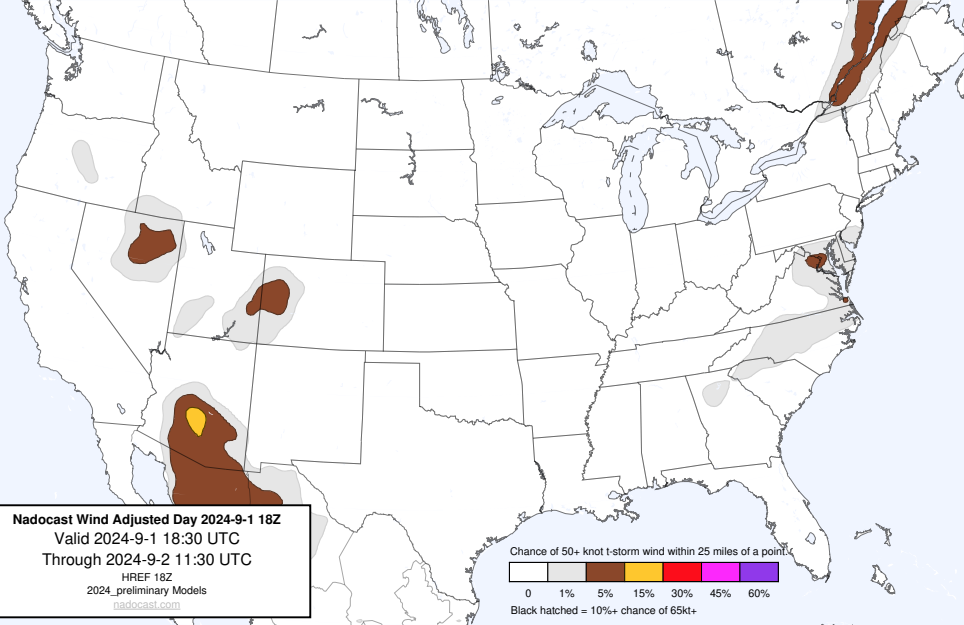 Nadocast Wind Adjusted Day 2024-9-1 18Z
Valid 2024-9-1 18:30 UTC
Through 2024-9-2 11:30 UTC
HREF 18Z
2024_preliminary Models
nadocast.com
Chance of 50+ knot t-storm wind within 25 miles of a point.
0 1% 5% 15% 30% 45% 60%
Black hatched = 10%+ chance of 65kt+